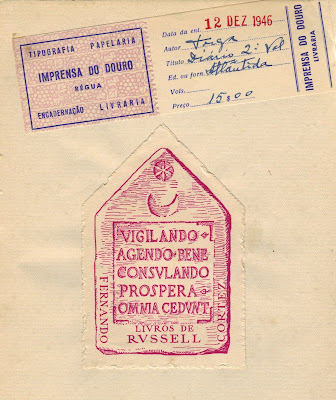 TIPOGRAFIA PAPELARIA
IMPRENSA DO DOURO
RÉGUA
ENCADERNAÇÃO LIVRARIA
Data da ent. 12 DEZ 1946
Autor Torga
Título Diário 2º Vol
Ed. ou forn. Atlântida
Vols.
Preço 15$00
IMPRENSA DO DOURO
LIVRARIA
VIGILANDO
AGENDO·BENE
CONSVLANDO
PROSPERA
OMNIA CEDVNT
FERNANDO
LIVROS DE
RVSSELL
CORTEZ